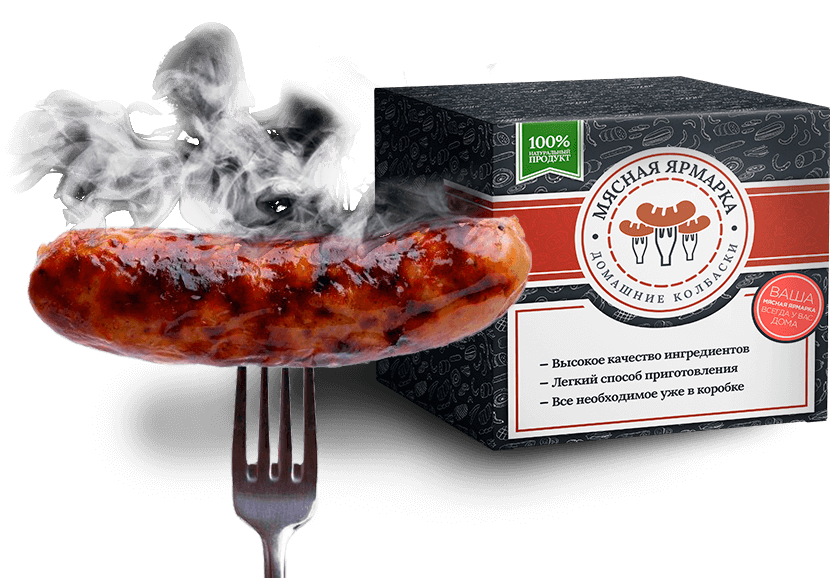 100%
НАТУРАЛЬНЫЙ
ПРОДУКТ
МЯСНАЯ ЯРМАРКА
ДОМАШНИЕ КОЛБАСКИ
ВАША
МЯСНАЯ ЯРМАРКА
ВСЕГДА У ВАС
ДОМА
– Высокое качество ингредиентов
– Легкий способ приготовления
– Все необходимое уже в коробке